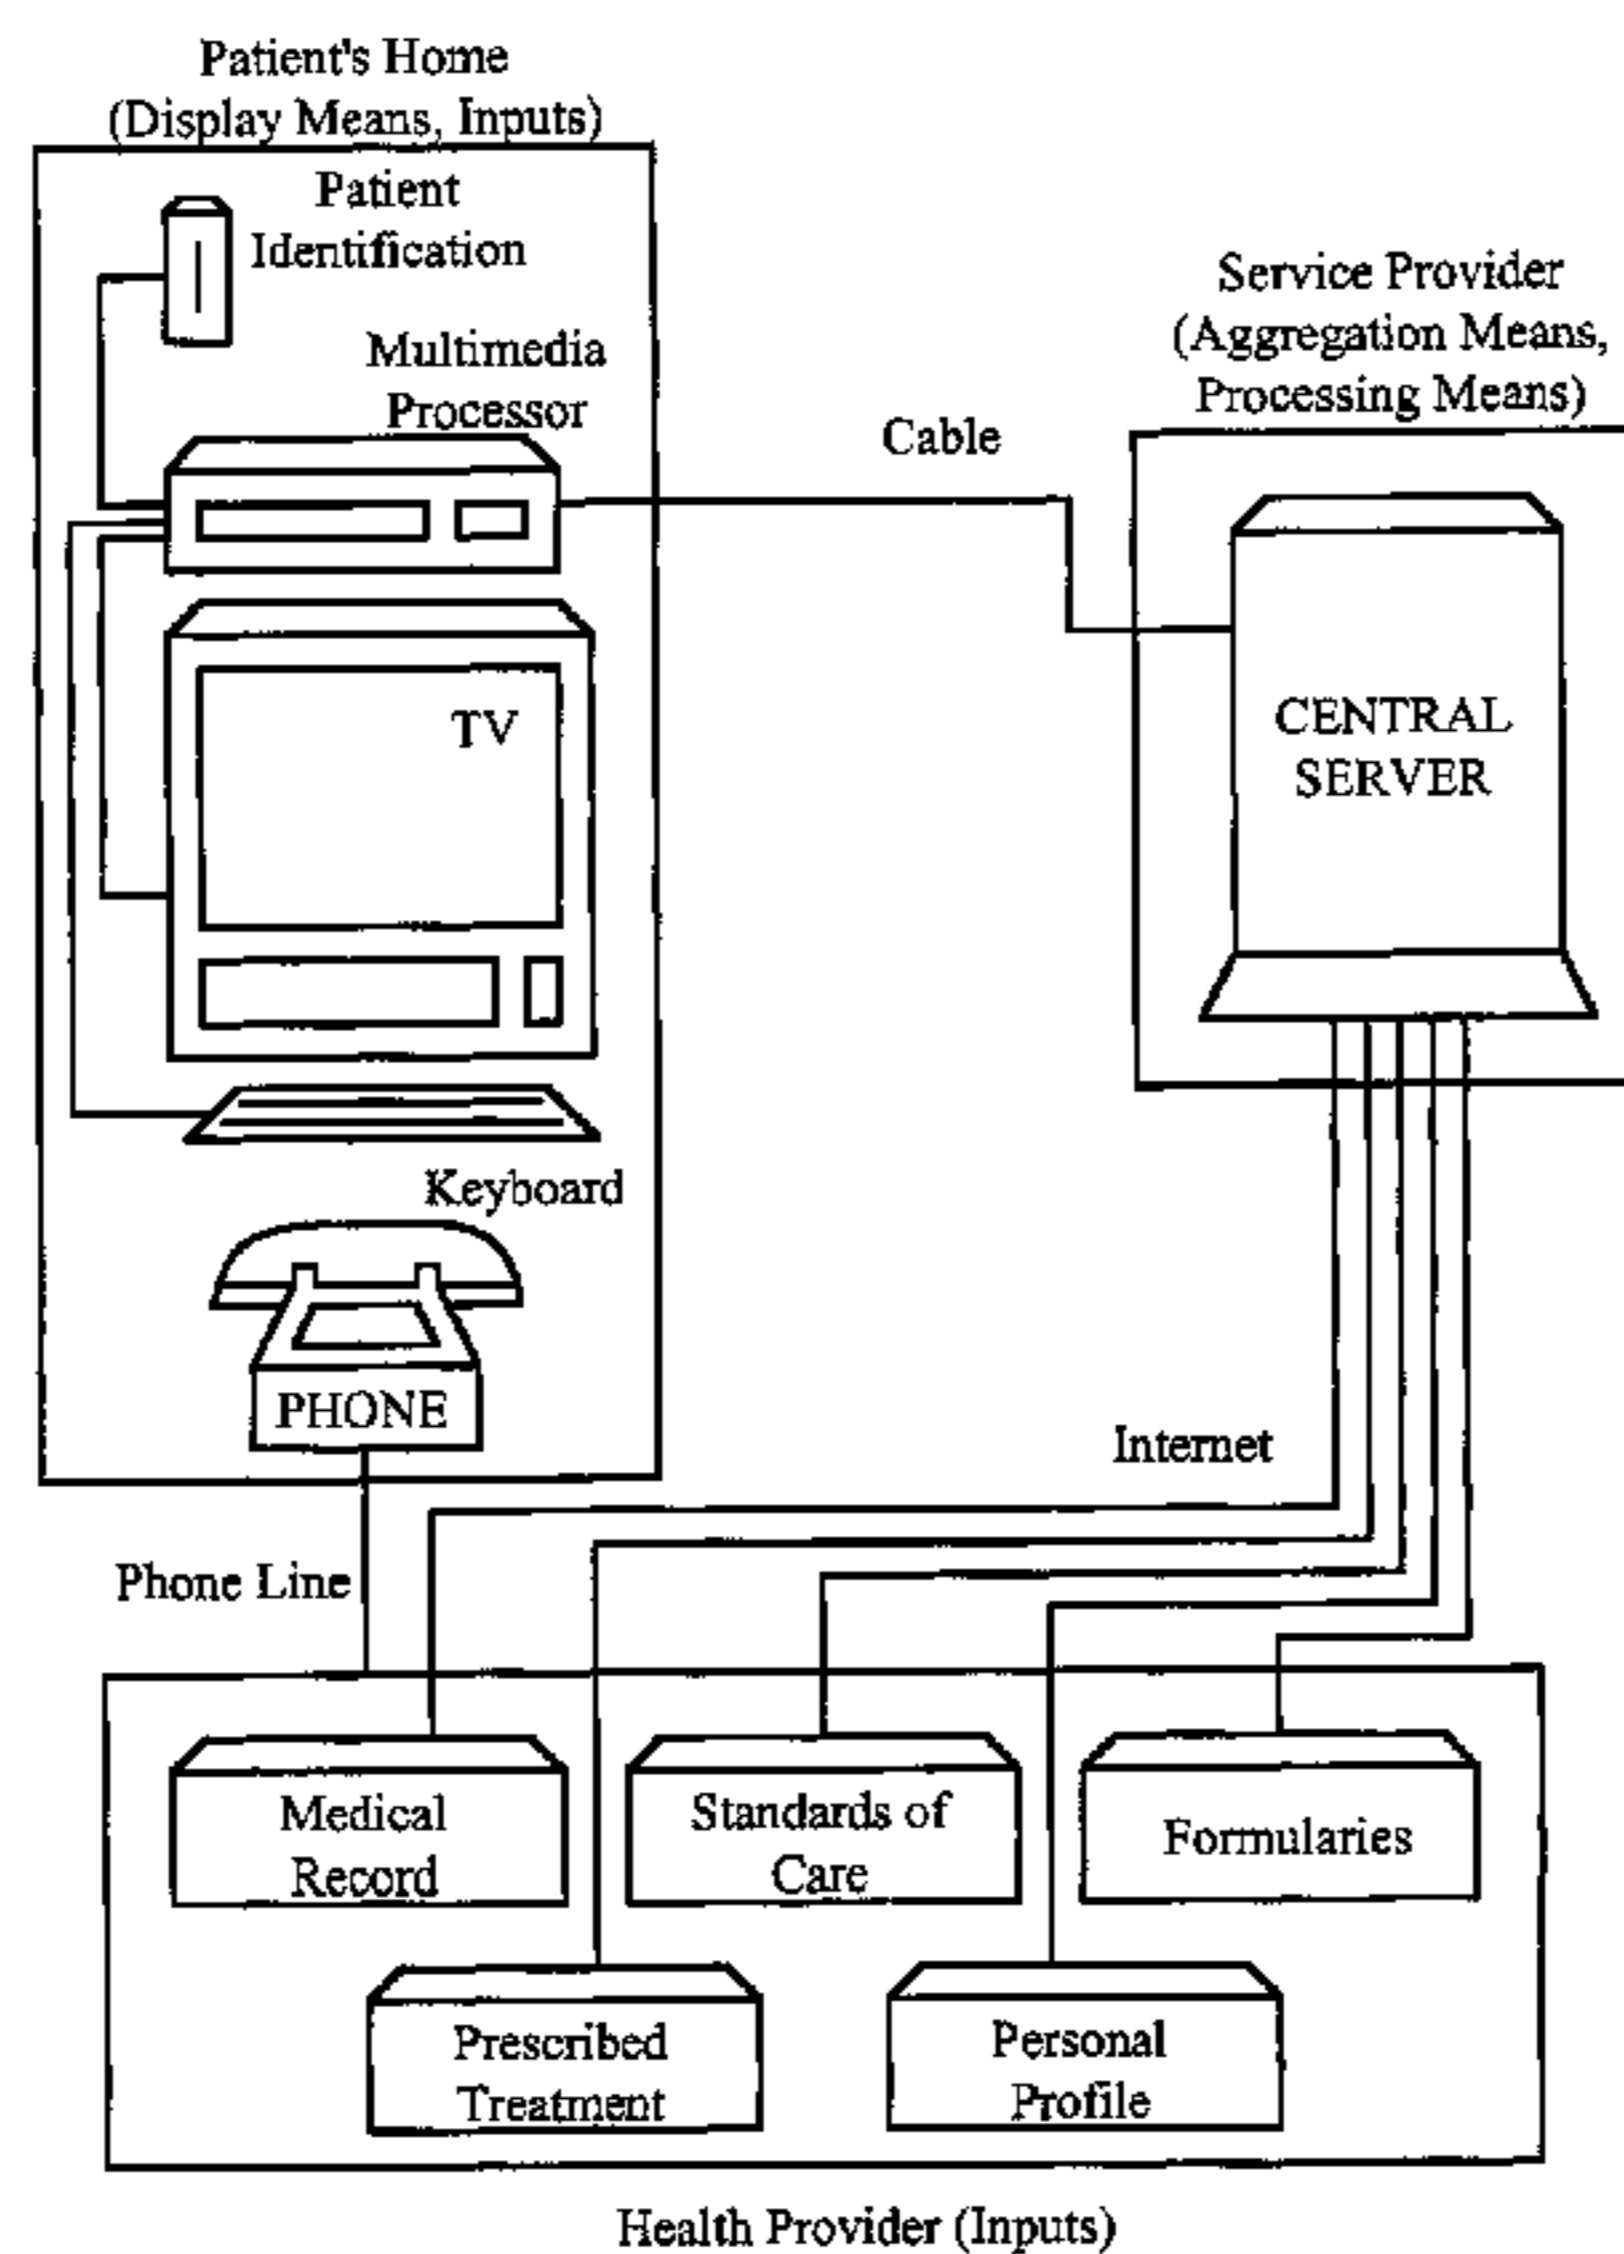 Patient's Home
(Display Means, Inputs)
Patient
Identification
Multimedia
Processor
TV
Keyboard
PHONE
Cable
Service Provider
(Aggregation Means,
Processing Means)
CENTRAL
SERVER
Internet
Phone Line
Medical
Record
Standards of
Care
Formularies
Prescribed
Treatment
Personal
Profile
Health Provider (Inputs)